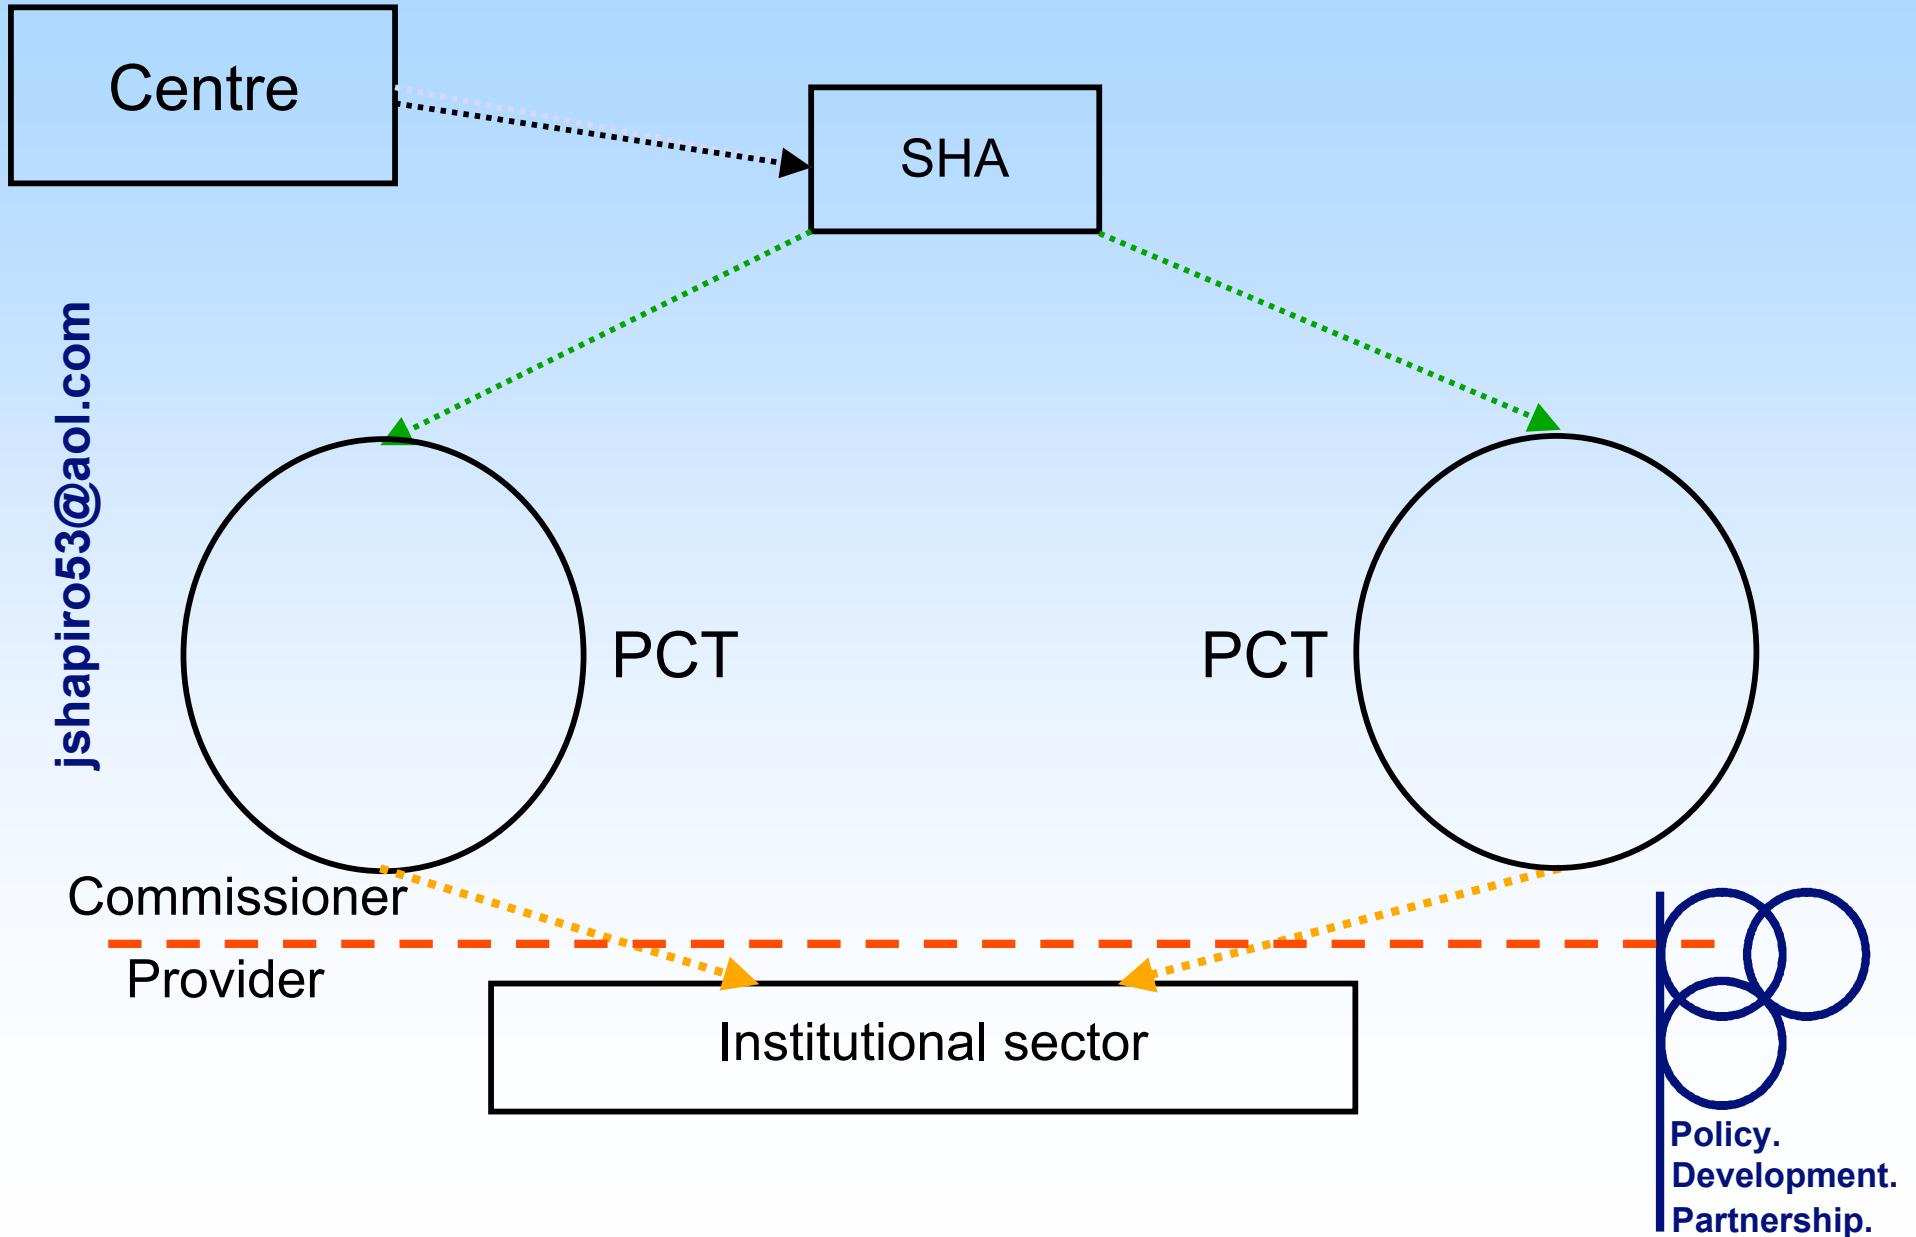 Centre
SHA
jshapiro53@aol.com
PCT
PCT
Commissioner
Provider
Institutional sector
Policy.
Development.
Partnership.